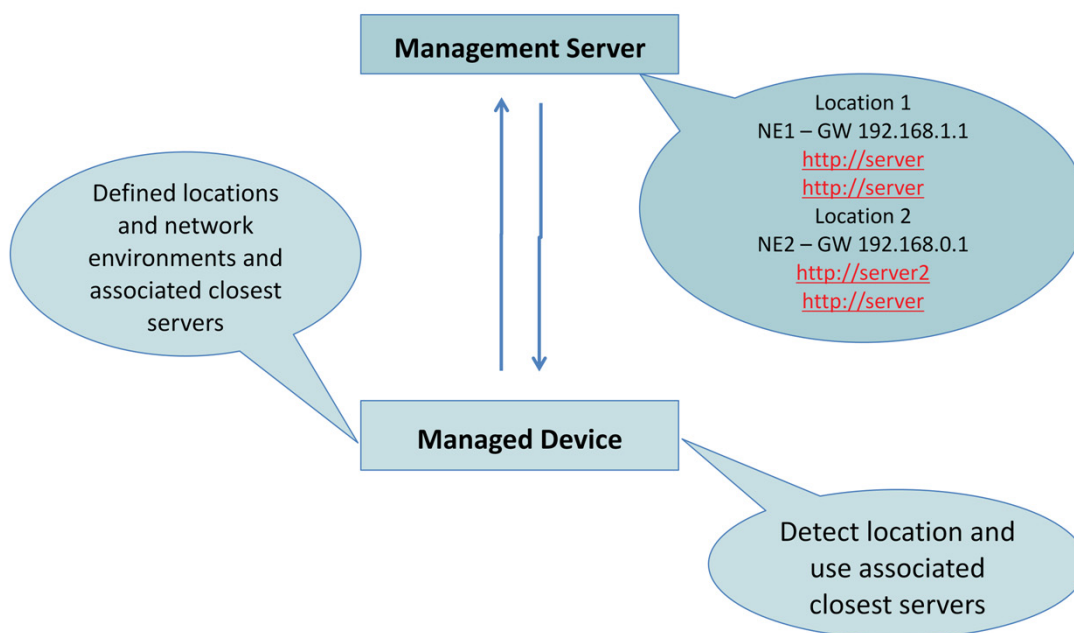 Management Server
Location 1
NE1 – GW 192.168.1.1
http://server
http://server
Location 2
NE2 – GW 192.168.0.1
http://server2
http://server
Defined locations
and network
environments and
associated closest
servers
Managed Device
Detect location and
use associated
closest servers